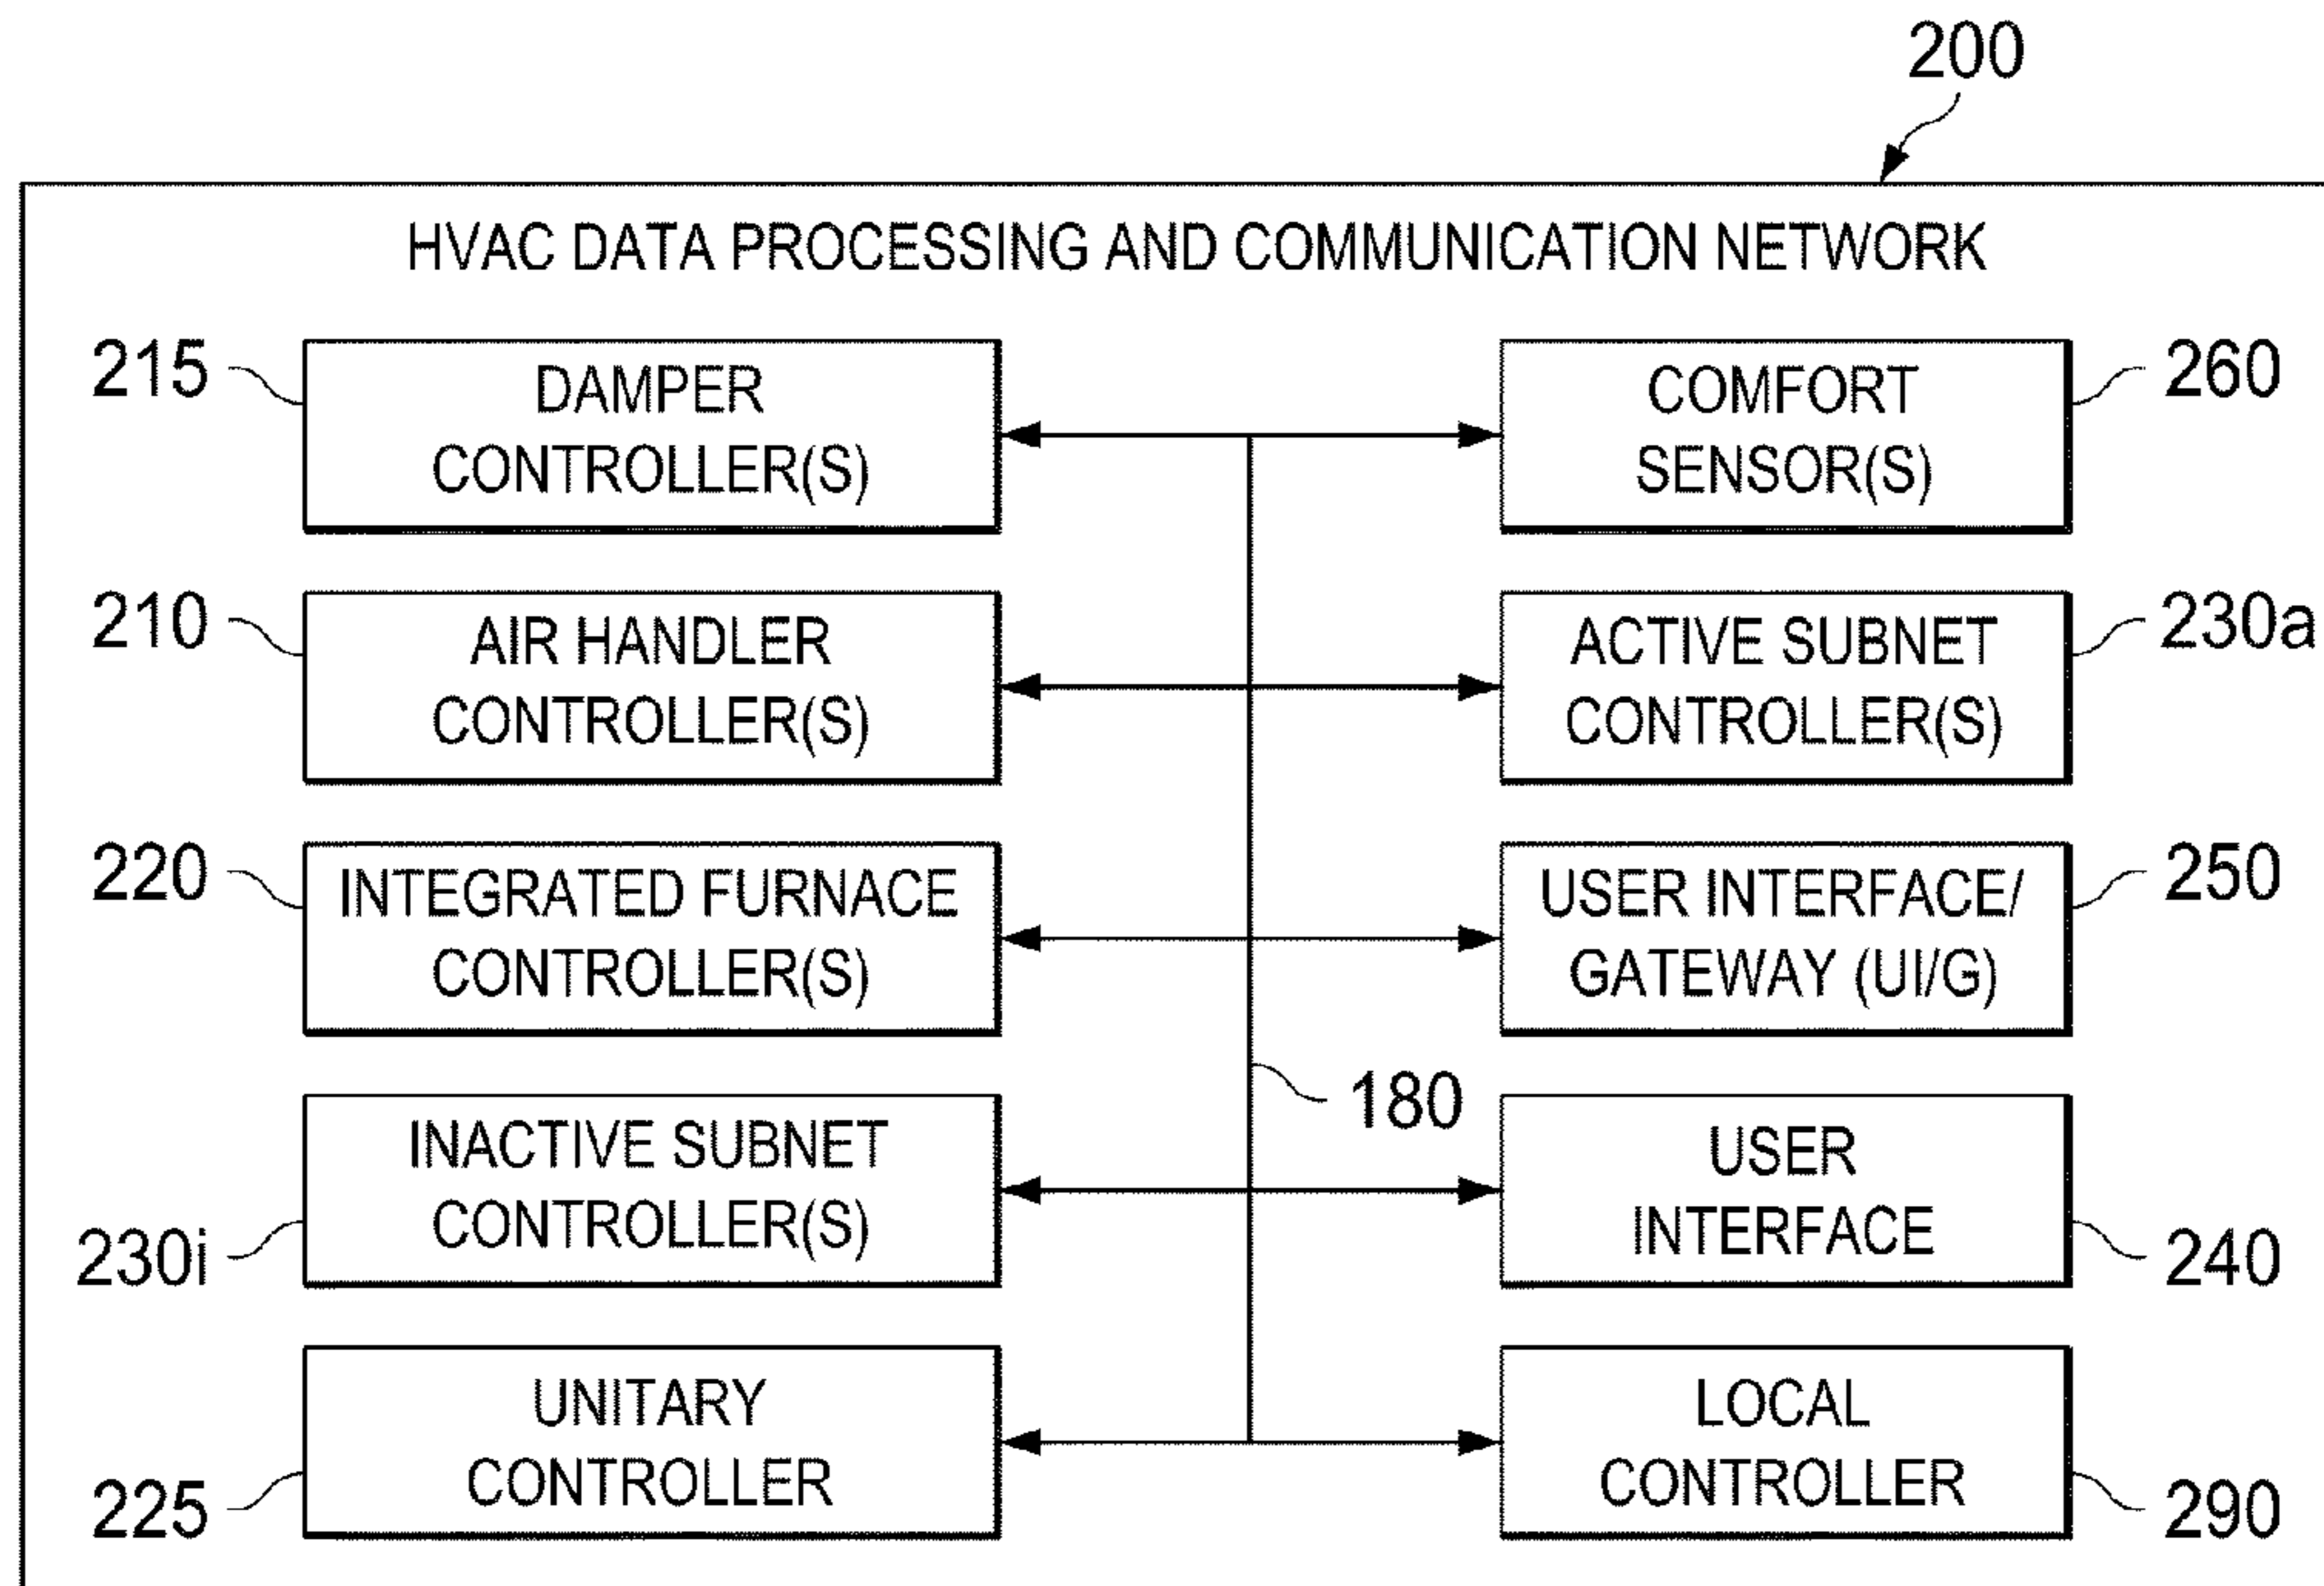 200
HVAC DATA PROCESSING AND COMMUNICATION NETWORK
215
DAMPER
CONTROLLER(S)
COMFORT
SENSOR(S)
260
210
AIR HANDLER
CONTROLLER(S)
ACTIVE SUBNET
CONTROLLER(S)
230a
220
INTEGRATED FURNACE
CONTROLLER(S)
USER INTERFACE/
GATEWAY (UI/G)
250
180
230i
INACTIVE SUBNET
CONTROLLER(S)
USER
INTERFACE
240
225
UNITARY
CONTROLLER
LOCAL
CONTROLLER
290